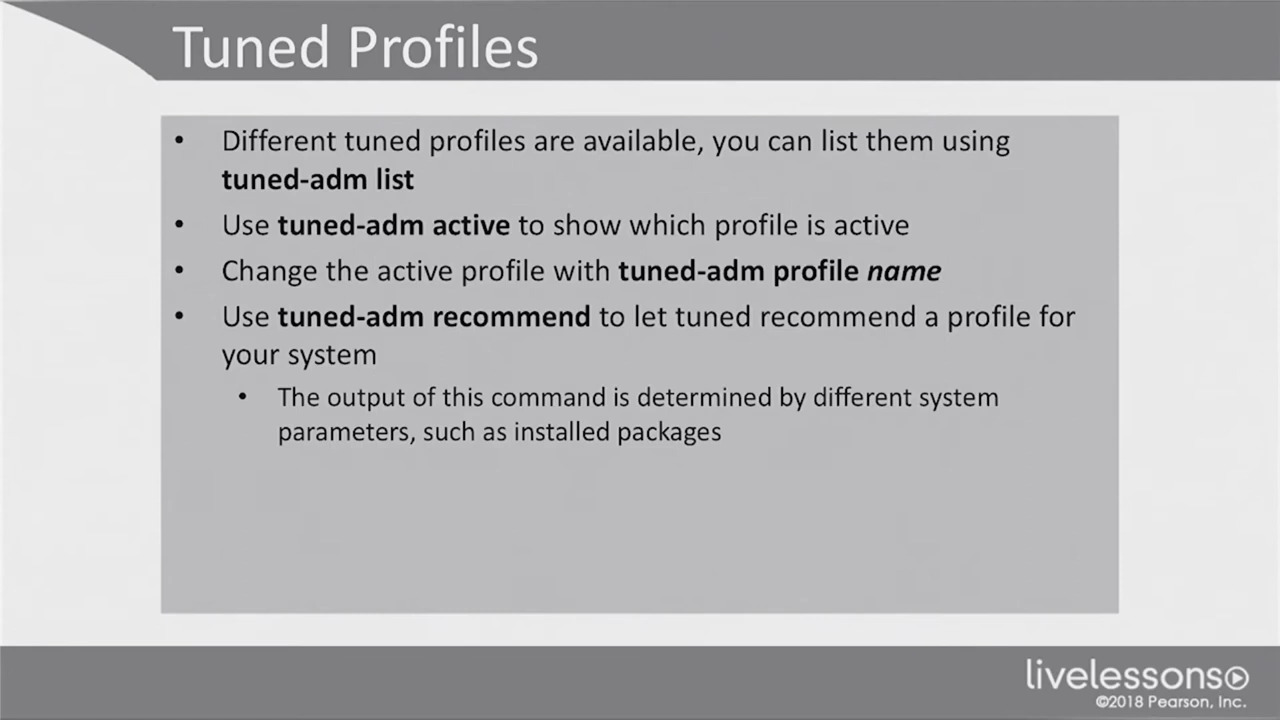 Tuned Profiles
• Different tuned profiles are available, you can list them using
tuned-adm list
• Use tuned-adm active to show which profile is active
• Change the active profile with tuned-adm profile name
• Use tuned-adm recommend to let tuned recommend a profile for
your system
• The output of this command is determined by different system
parameters, such as installed packages
livelessons
©2018 Pearson, Inc.